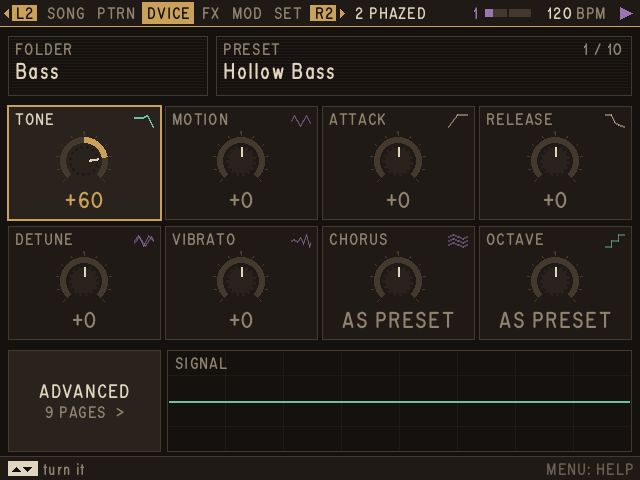 L2 SONG PTRN DVICE FX MOD SET R2 2 PHAZED 1 120 BPM
FOLDER
Bass
PRESET 1 / 10
Hollow Bass
TONE MOTION ATTACK RELEASE
+60 +0 +0 +0
DETUNE VIBRATO CHORUS OCTAVE
+0 +0 AS PRESET AS PRESET
ADVANCED
9 PAGES >
SIGNAL
turn it MENU: HELP